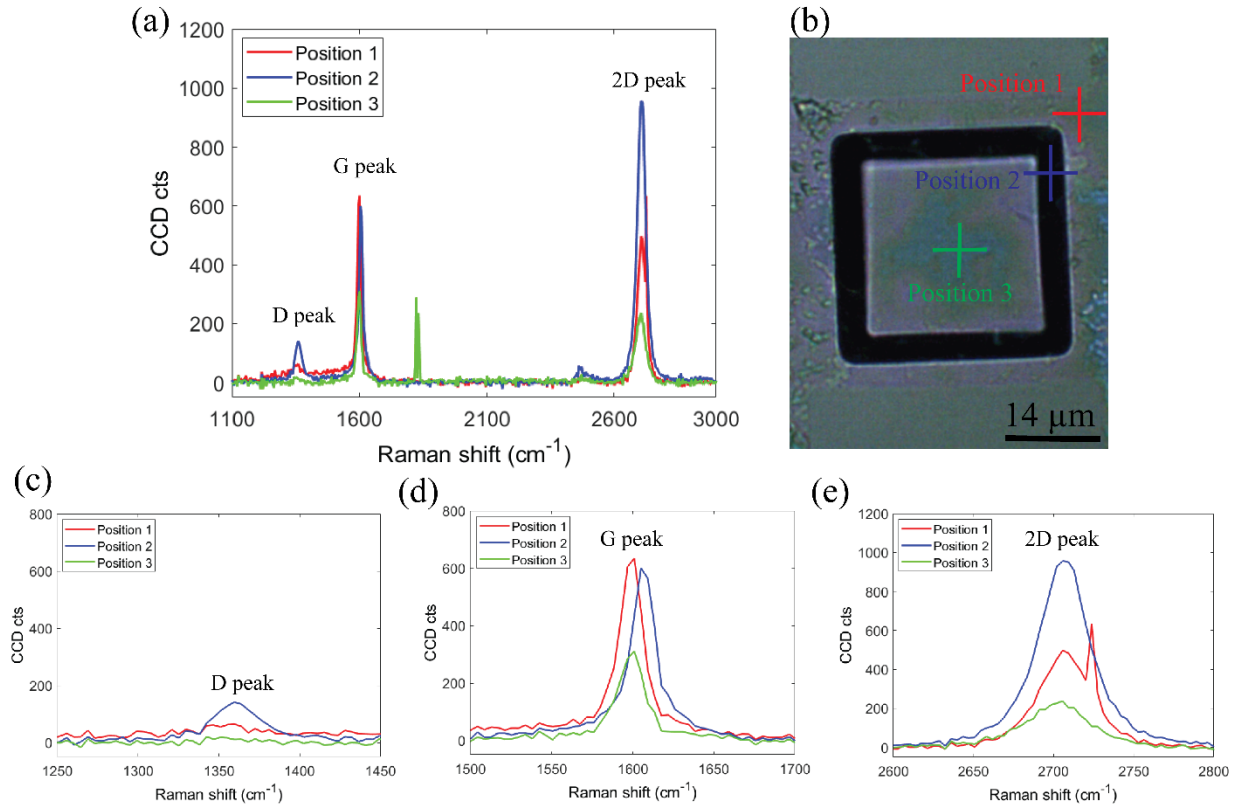 (a)
1200
1000
800
600
400
200
0
CCD cts
Position 1
Position 2
Position 3
D peak
G peak
2D peak
1100 1600 2100 2600 3000
Raman shift (cm⁻¹)
(b)
Position 1
Position 2
Position 3
14 µm
(c)
800
600
400
200
0
CCD cts
Position 1
Position 2
Position 3
D peak
1250 1300 1350 1400 1450
Raman shift (cm⁻¹)
(d)
800
600
400
200
0
CCD cts
Position 1
Position 2
Position 3
G peak
1500 1550 1600 1650 1700
Raman shift (cm⁻¹)
(e)
1200
1000
800
600
400
200
0
CCD cts
Position 1
Position 2
Position 3
2D peak
2600 2650 2700 2750 2800
Raman shift (cm⁻¹)